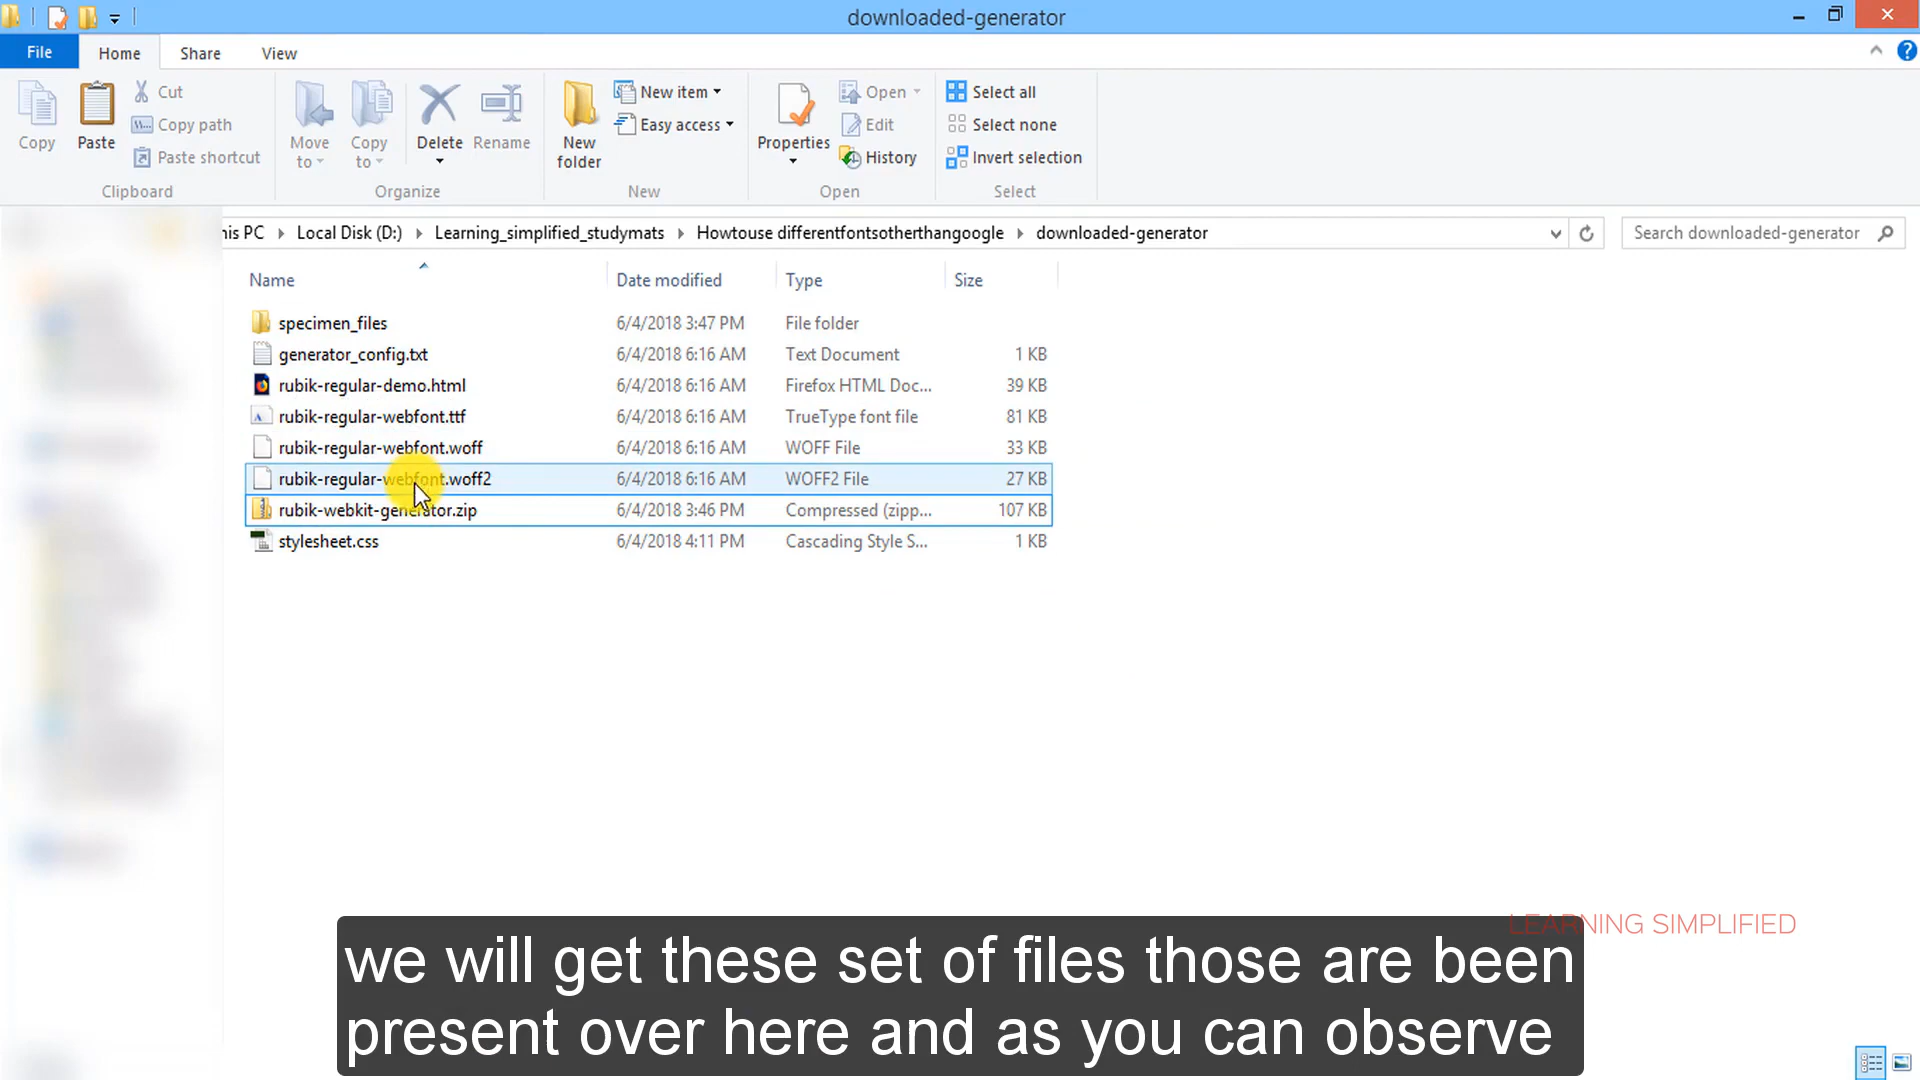 downloaded-generator
File Home Share View
Copy
Paste
Cut
Copy path
Paste shortcut
Clipboard
Move to
Copy to
Delete
Rename
Organize
New folder
New item
Easy access
New
Properties
Open
Edit
History
Open
Select all
Select none
Invert selection
Select
his PC Local Disk (D:) Learning_simplified_studymats Howtouse differentfontsotherthangoogle downloaded-generator
Search downloaded-generator
Name Date modified Type Size
specimen_files 6/4/2018 3:47 PM File folder
generator_config.txt 6/4/2018 6:16 AM Text Document 1 KB
rubik-regular-demo.html 6/4/2018 6:16 AM Firefox HTML Doc... 39 KB
rubik-regular-webfont.ttf 6/4/2018 6:16 AM TrueType font file 81 KB
rubik-regular-webfont.woff 6/4/2018 6:16 AM WOFF File 33 KB
rubik-regular-webfont.woff2 6/4/2018 6:16 AM WOFF2 File 27 KB
rubik-webkit-generator.zip 6/4/2018 3:46 PM Compressed (zipp... 107 KB
stylesheet.css 6/4/2018 4:11 PM Cascading Style S... 1 KB
LEARNING SIMPLIFIED
we will get these set of files those are been
present over here and as you can observe